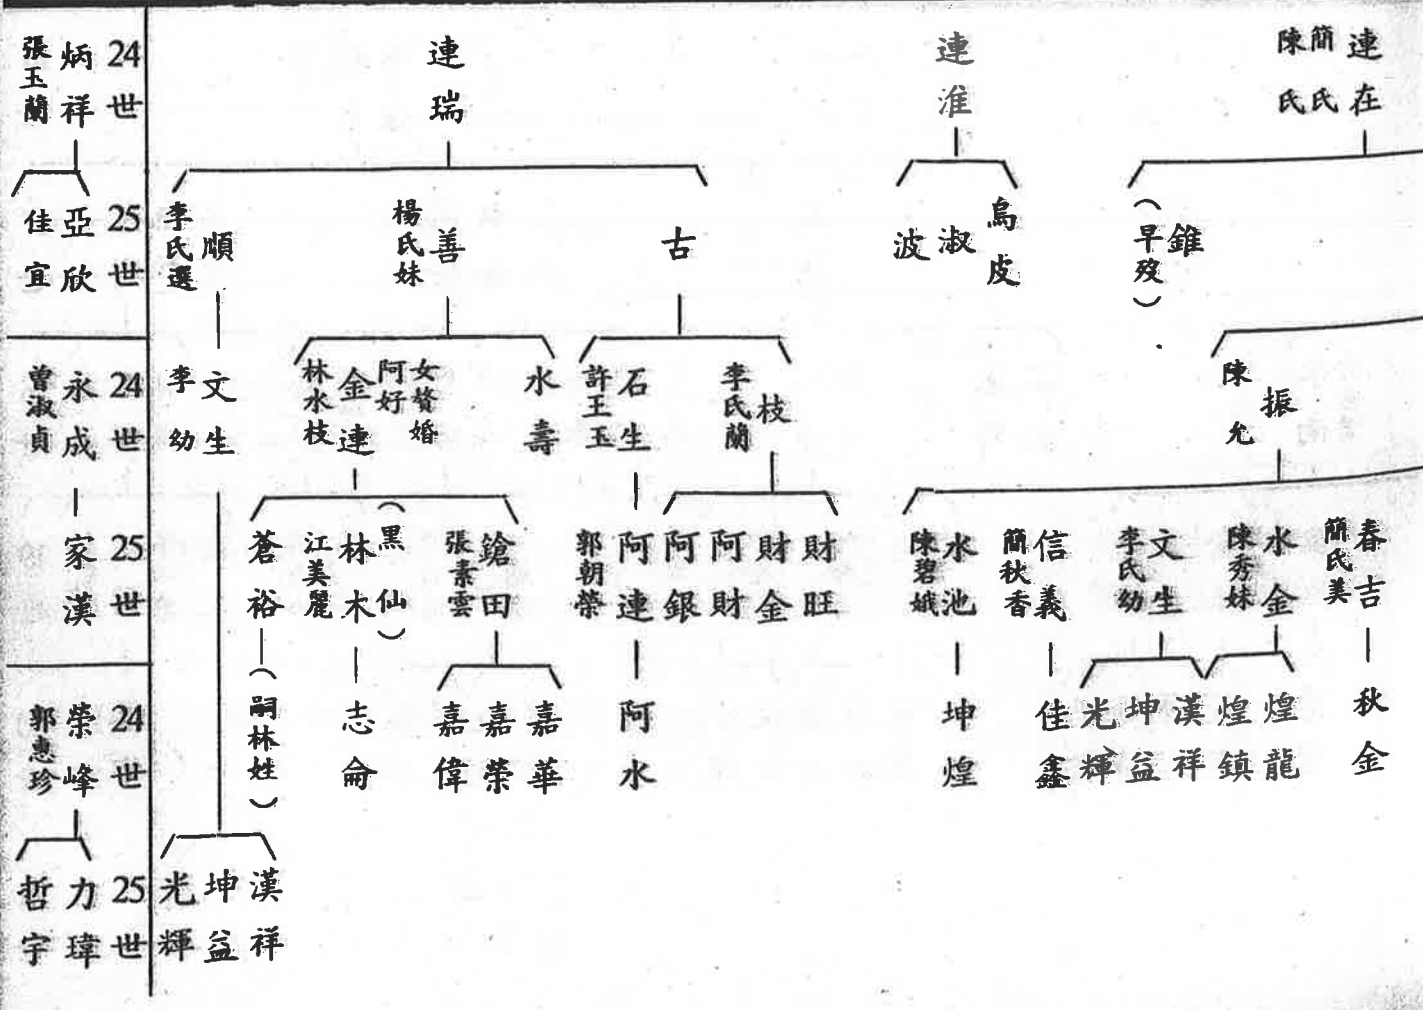 連在
簡氏
陳氏
連淮
連瑞
24世
炳祥
張玉蘭
錐
（早歿）
烏皮
淑
波
古
善
楊氏妹
順
李氏選
25世
亞欣
佳宜
振
陳允
枝
李氏蘭
石生
許王玉
水壽
女贅婚
阿好
金連
林水枝
文生
李幼
24世
永成
曾淑貞
春吉
簡氏美
水金
陳秀妹
文生
李氏幼
信義
簡秋香
水池
陳碧娥
財旺
財金
阿財
阿銀
阿連
郭朝榮
鎗田
張素雲
（黑仙）
林木
江美麗
蒼裕
25世
家漢
秋金
煌龍
煌鎮
漢祥
坤益
光輝
佳鑫
坤煌
阿水
嘉華
嘉榮
嘉偉
志侖
（嗣林姓）
24世
榮峰
郭惠珍
漢祥
坤益
光輝
25世
力瑋
哲宇